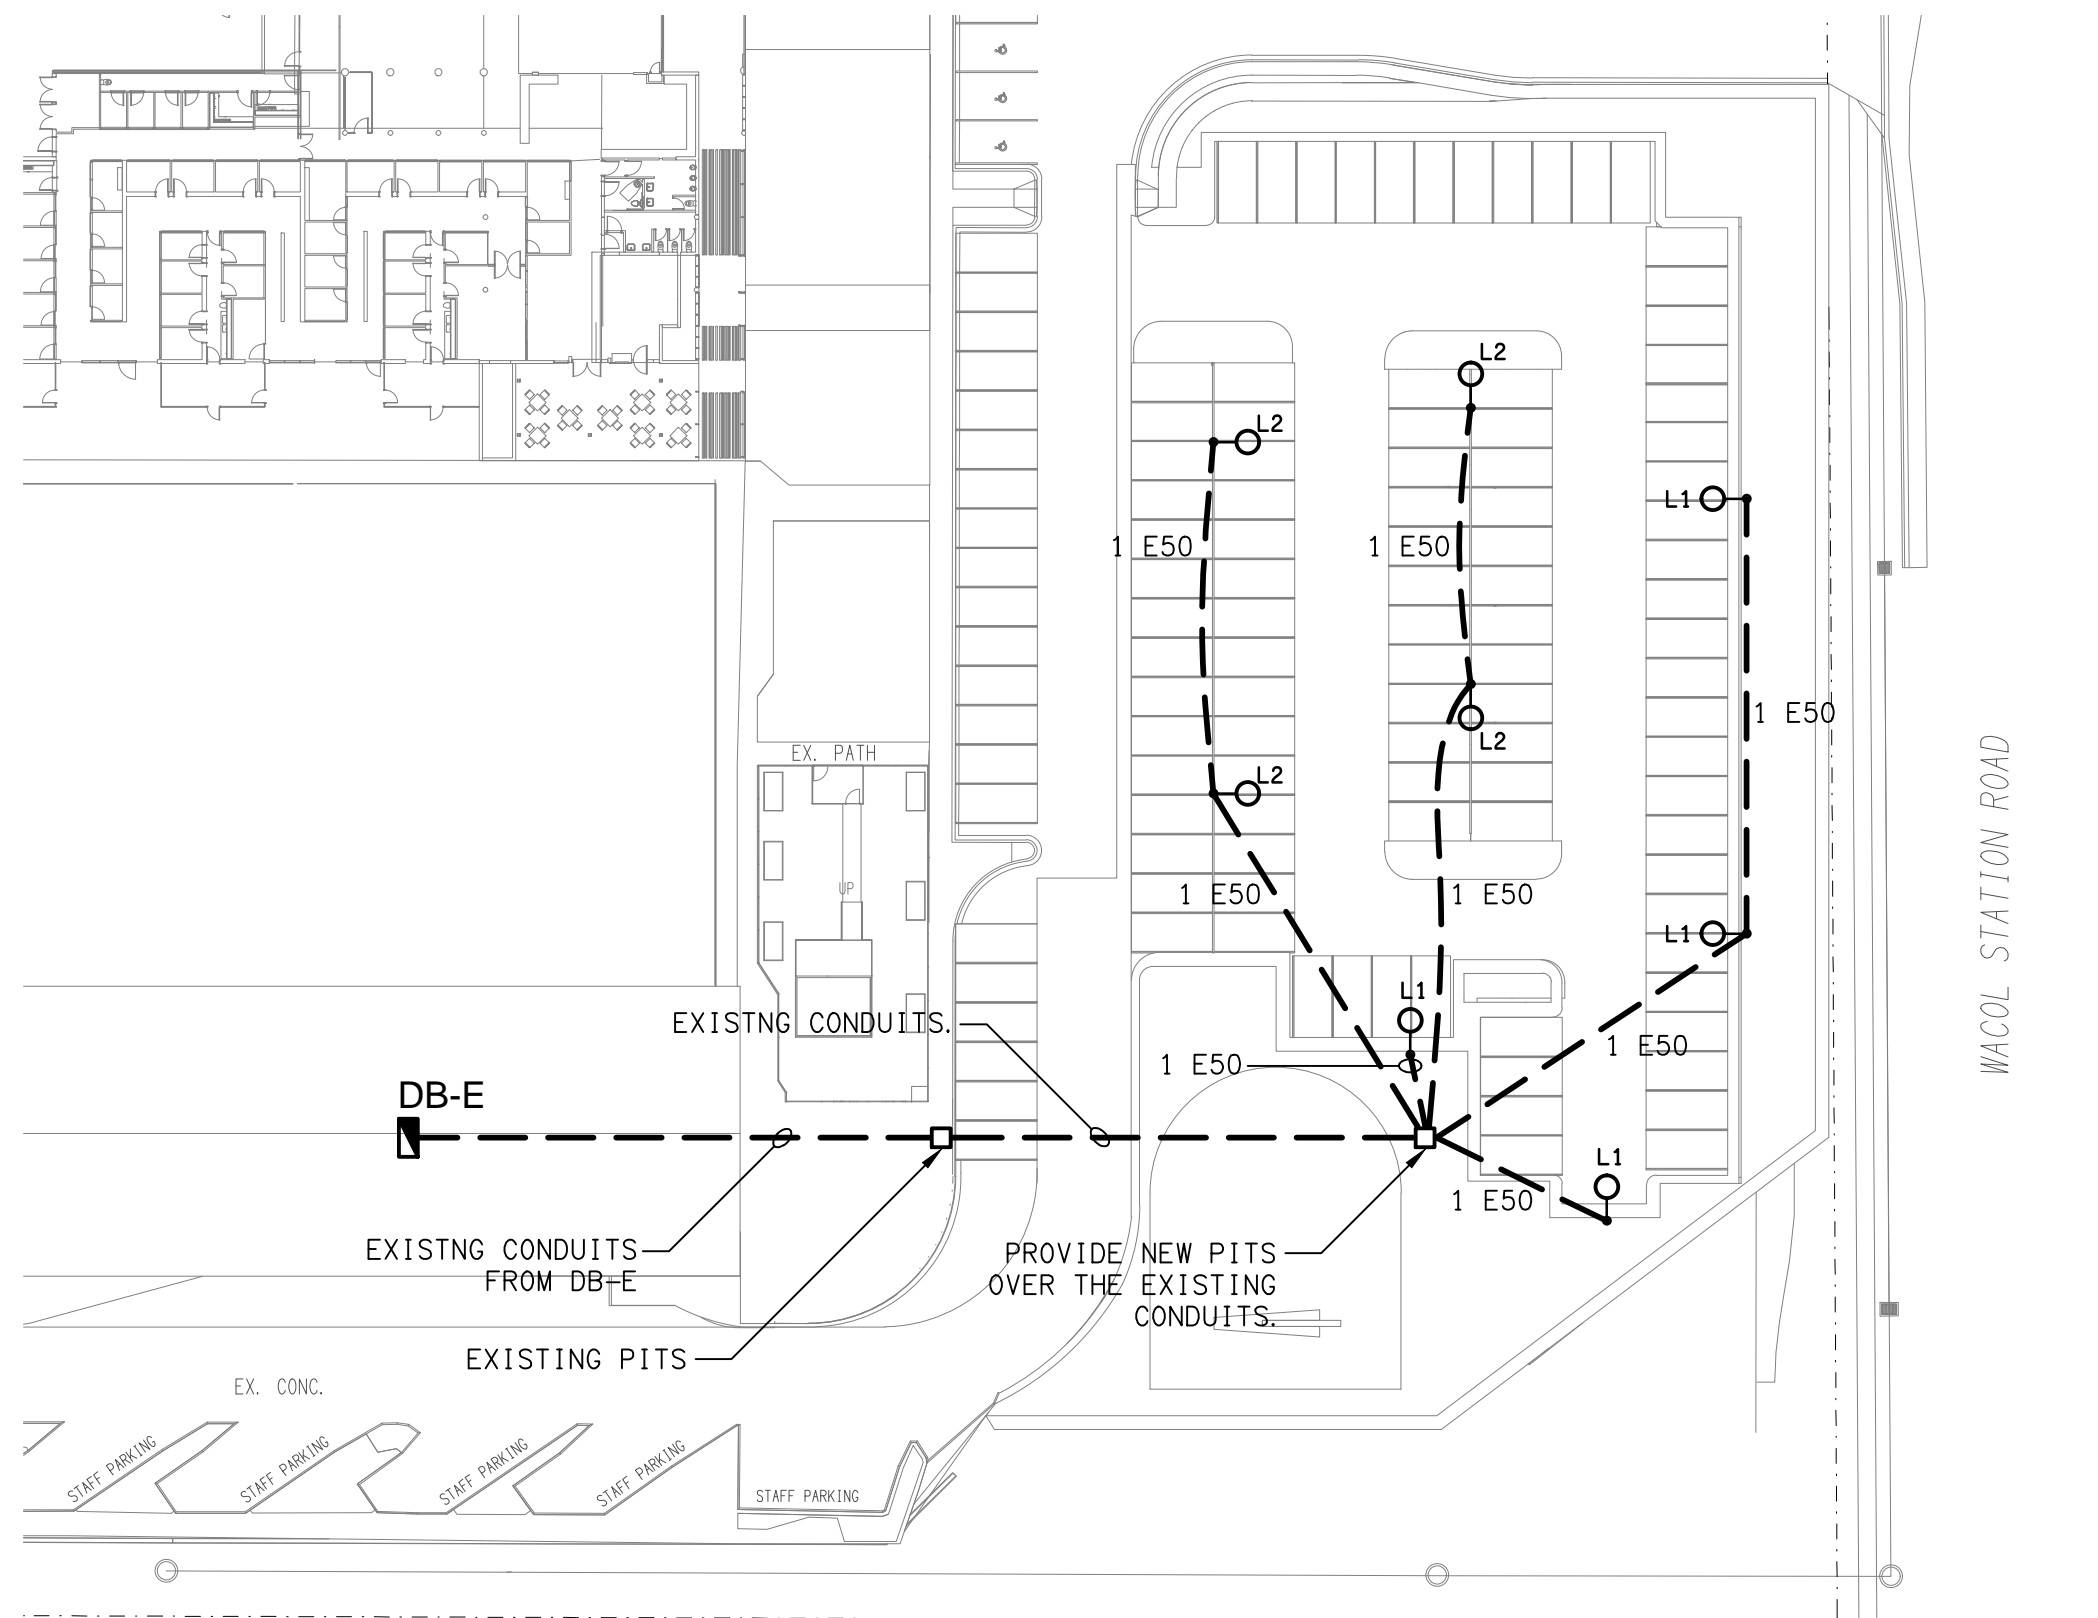 L2
L2
L1
1 E50
1 E50
1 E50
L2
L2
EX. PATH
UP
1 E50
1 E50
L1
L1
WACOL STATION ROAD
EXISTNG CONDUITS.
1 E50
1 E50
DB-E
L1
1 E50
EXISTNG CONDUITS
FROM DB-E
PROVIDE NEW PITS
OVER THE EXISTING
CONDUITS.
EXISTING PITS
EX. CONC.
STAFF PARKING
STAFF PARKING
STAFF PARKING
STAFF PARKING
STAFF PARKING